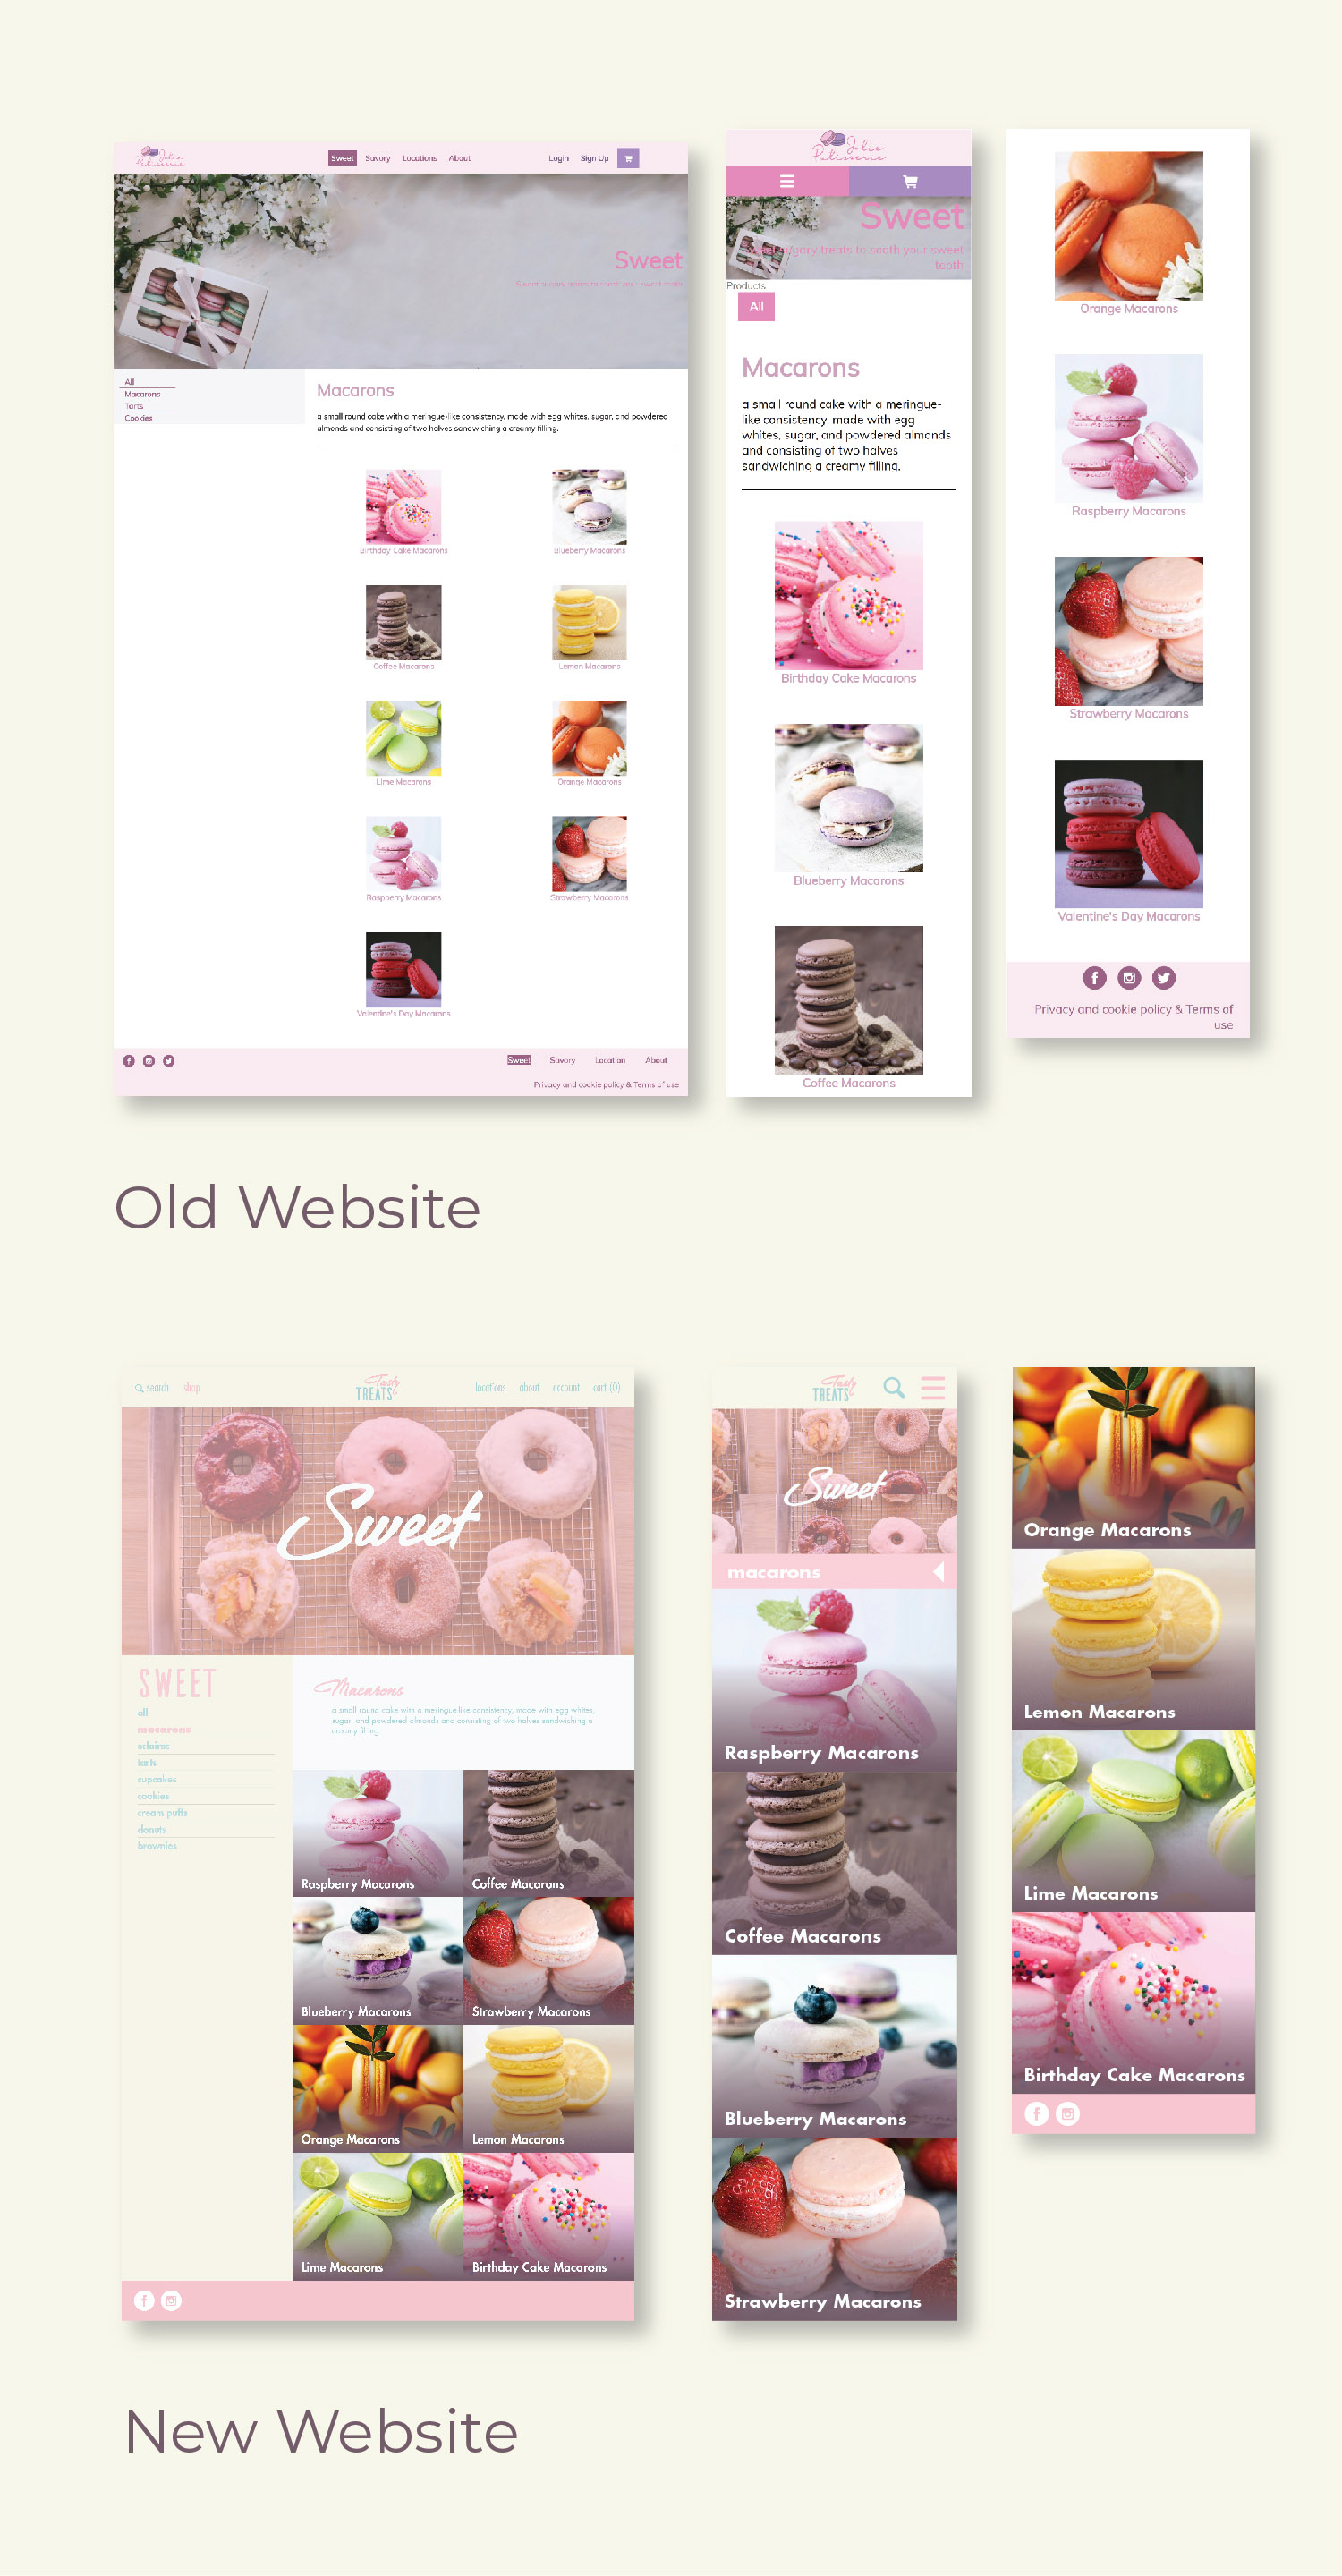 Jolie
Patisserie
Sweet Savory Locations About
Login Sign Up
Sweet
All
Macarons
Tarts
Cookies
Macarons
a small round cake with a meringue-like consistency, made with egg whites, sugar, and powdered
almonds and consisting of two halves sandwiching a creamy filling.
Birthday Cake Macarons
Blueberry Macarons
Coffee Macarons
Lemon Macarons
Lime Macarons
Orange Macarons
Raspberry Macarons
Strawberry Macarons
Valentine's Day Macarons
Sweet Savory Location About
Privacy and cookie policy & Terms of use
Jolie
Patisserie
Sweet
sugary treats to sooth your sweet
tooth
Products
All
Macarons
a small round cake with a meringue-
like consistency, made with egg
whites, sugar, and powdered almonds
and consisting of two halves
sandwiching a creamy filling.
Birthday Cake Macarons
Blueberry Macarons
Coffee Macarons
Orange Macarons
Raspberry Macarons
Strawberry Macarons
Valentine's Day Macarons
Privacy and cookie policy & Terms of
use
Old Website
search shop
Tasty
TREATS
locations about account cart (0)
Sweet
SWEET
all
macarons
eclaires
tarts
cupcakes
cookies
cream puffs
donuts
brownies
Macarons
a small round cake with a meringue-like consistency, made with egg whites,
sugar, and powdered almonds and consisting of two halves sandwiching a
creamy filling.
Raspberry Macarons
Coffee Macarons
Blueberry Macarons
Strawberry Macarons
Orange Macarons
Lemon Macarons
Lime Macarons
Birthday Cake Macarons
Tasty
TREATS
Sweet
macarons
Raspberry Macarons
Coffee Macarons
Blueberry Macarons
Strawberry Macarons
Orange Macarons
Lemon Macarons
Lime Macarons
Birthday Cake Macarons
New Website